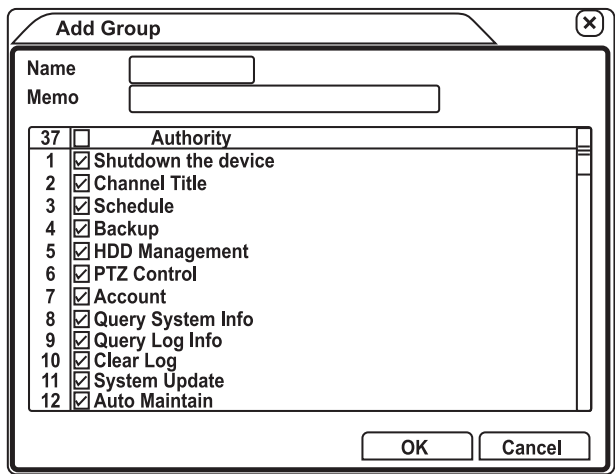 Add Group
Name
Memo
37 Authority
1 Shutdown the device
2 Channel Title
3 Schedule
4 Backup
5 HDD Management
6 PTZ Control
7 Account
8 Query System Info
9 Query Log Info
10 Clear Log
11 System Update
12 Auto Maintain
OK Cancel